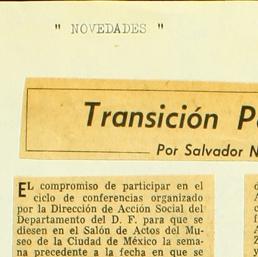 " NOVEDADES "
Transición
Por Salvador
EL compromiso de participar en el
ciclo de conferencias organizado
por la Dirección de Acción Social del
Departamento del D. F. para que se
diesen en el Salón de Actos del Mu-
seo de la Ciudad de México la sema-
na precedente a la fecha en que se